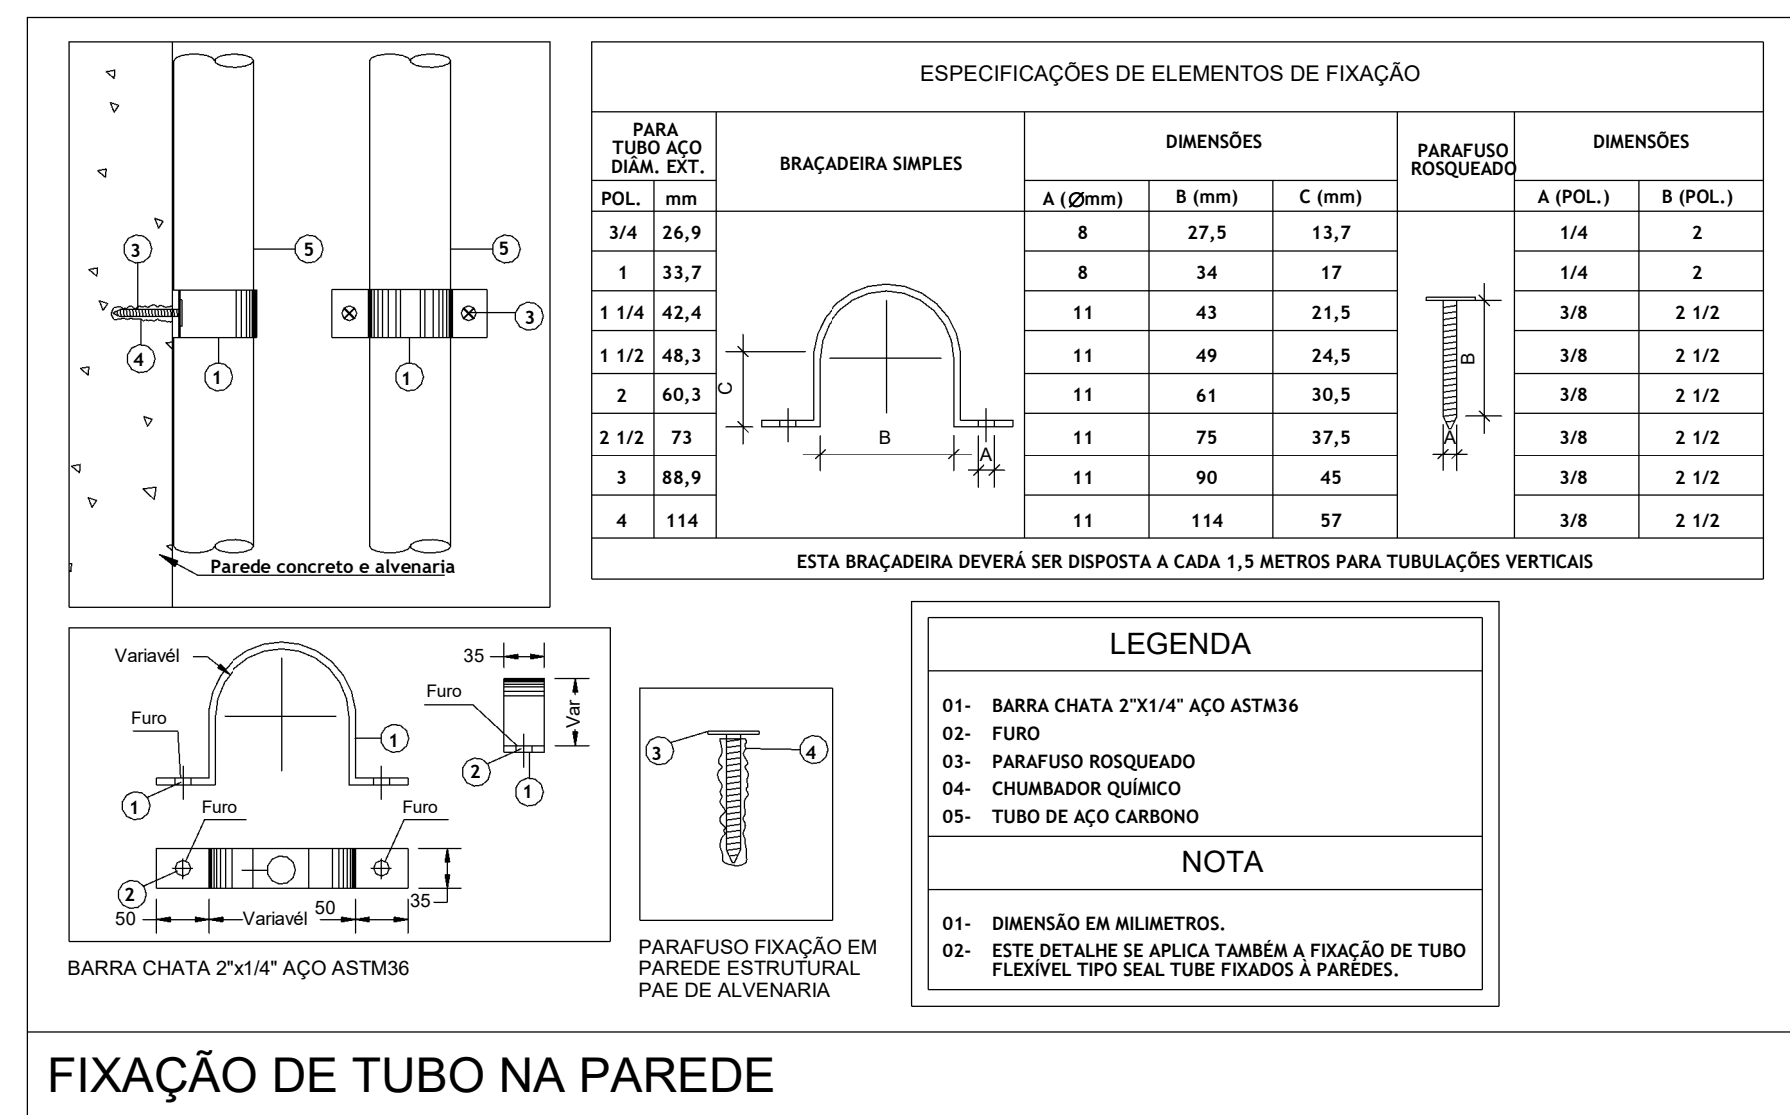 3
4
1
5
3
1
5
Parede concreto e alvenaria
ESPECIFICAÇÕES DE ELEMENTOS DE FIXAÇÃO
PARA
TUBO AÇO
DIÂM. EXT.
BRAÇADEIRA SIMPLES
DIMENSÕES
PARAFUSO
ROSQUEADO
DIMENSÕES
POL. mm A (Ømm) B (mm) C (mm) A (POL.) B (POL.)
3/4 26,9 8 27,5 13,7 1/4 2
1 33,7 8 34 17 1/4 2
1 1/4 42,4 11 43 21,5 3/8 2 1/2
1 1/2 48,3 11 49 24,5 3/8 2 1/2
2 60,3 11 61 30,5 3/8 2 1/2
2 1/2 73 11 75 37,5 3/8 2 1/2
3 88,9 11 90 45 3/8 2 1/2
4 114 11 114 57 3/8 2 1/2
C
B
A
B
A
ESTA BRAÇADEIRA DEVERÁ SER DISPOSTA A CADA 1,5 METROS PARA TUBULAÇÕES VERTICAIS
Variavél
Furo
1
1
35
Furo
Var
2
1
Furo
Furo
2
50
Variavél
50
35
BARRA CHATA 2"x1/4" AÇO ASTM36
3
4
PARAFUSO FIXAÇÃO EM
PAREDE ESTRUTURAL
PAE DE ALVENARIA
LEGENDA
01- BARRA CHATA 2"X1/4" AÇO ASTM36
02- FURO
03- PARAFUSO ROSQUEADO
04- CHUMBADOR QUÍMICO
05- TUBO DE AÇO CARBONO
NOTA
01- DIMENSÃO EM MILIMETROS.
02- ESTE DETALHE SE APLICA TAMBÉM A FIXAÇÃO DE TUBO
FLEXÍVEL TIPO SEAL TUBE FIXADOS À PAREDES.
FIXAÇÃO DE TUBO NA PAREDE